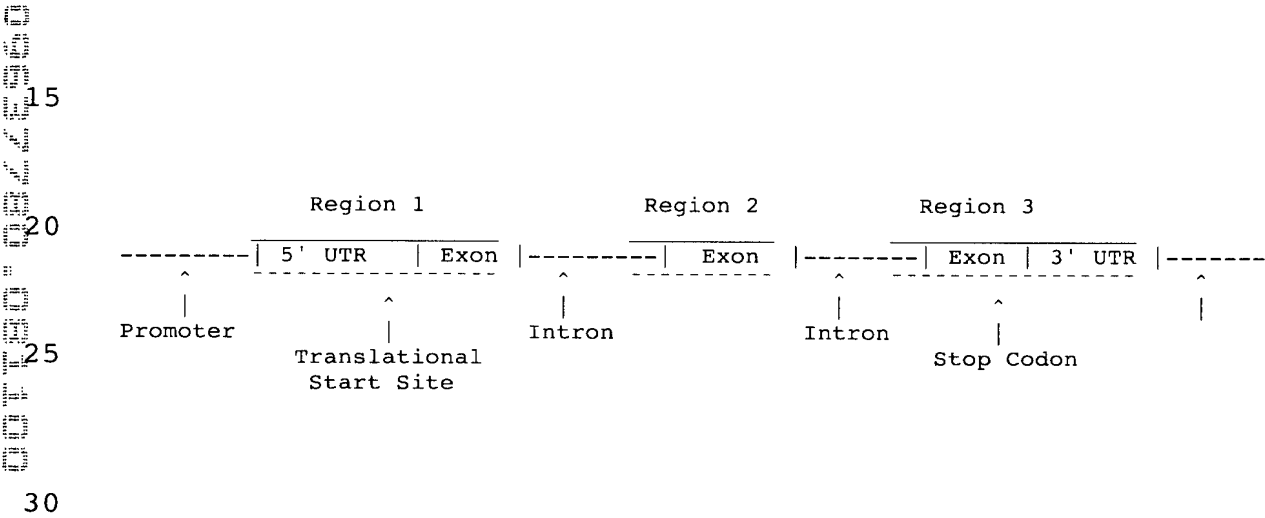 15
Region 1 Region 2 Region 3
20
---------| 5' UTR | Exon |---------| Exon |--------| Exon | 3' UTR |-------
^ ^ ^ ^ ^ ^
| | | |
Promoter | Intron Intron |
25 Translational Stop Codon
Start Site
30